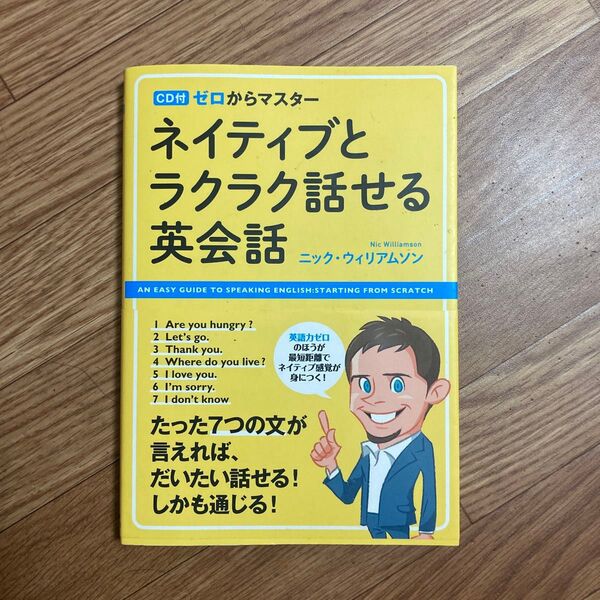 CD付 ゼロからマスター
ネイティブと
ラクラク話せる
英会話
Nic Williamson
ニック・ウィリアムソン
AN EASY GUIDE TO SPEAKING ENGLISH:STARTING FROM SCRATCH
1 Are you hungry?
2 Let's go.
3 Thank you.
4 Where do you live?
5 I love you.
6 I'm sorry.
7 I don't know
英語力ゼロ
のほうが
最短距離で
ネイティブ感覚が
身につく!
たった7つの文が
言えれば、
だいたい話せる!
しかも通じる!